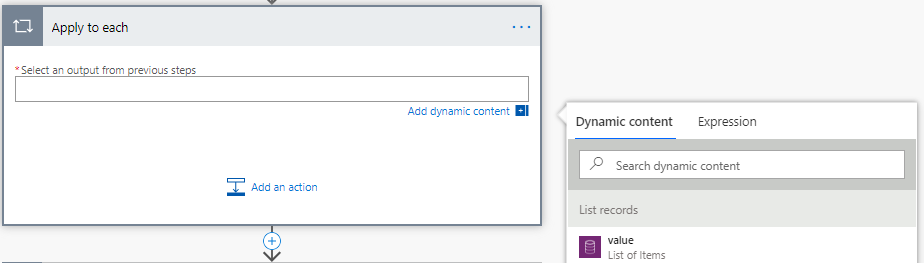 Apply to each
...
* Select an output from previous steps
Add dynamic content
Add an action
Dynamic content
Expression
Search dynamic content
List records
value
List of Items